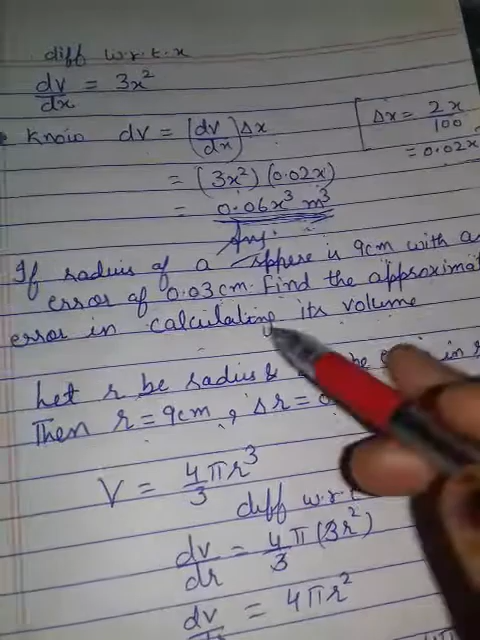 diff w.r.t. x
dv/dx = 3x²
Know dv = (dv/dx) Δx
= (3x²) (0.02x)
= 0.06x³ m³
Ans.
[Δx = 2x/100
= 0.02x
If radius of a sphere is 9cm with a
error of 0.03cm. Find the approximat
error in calculating its volume
Let r be radius & be in
Then r = 9cm, Δr =
V = 4/3 πr³
diff w.r.t
dv/dr = 4/3 π (3r²)
dv = 4πr²